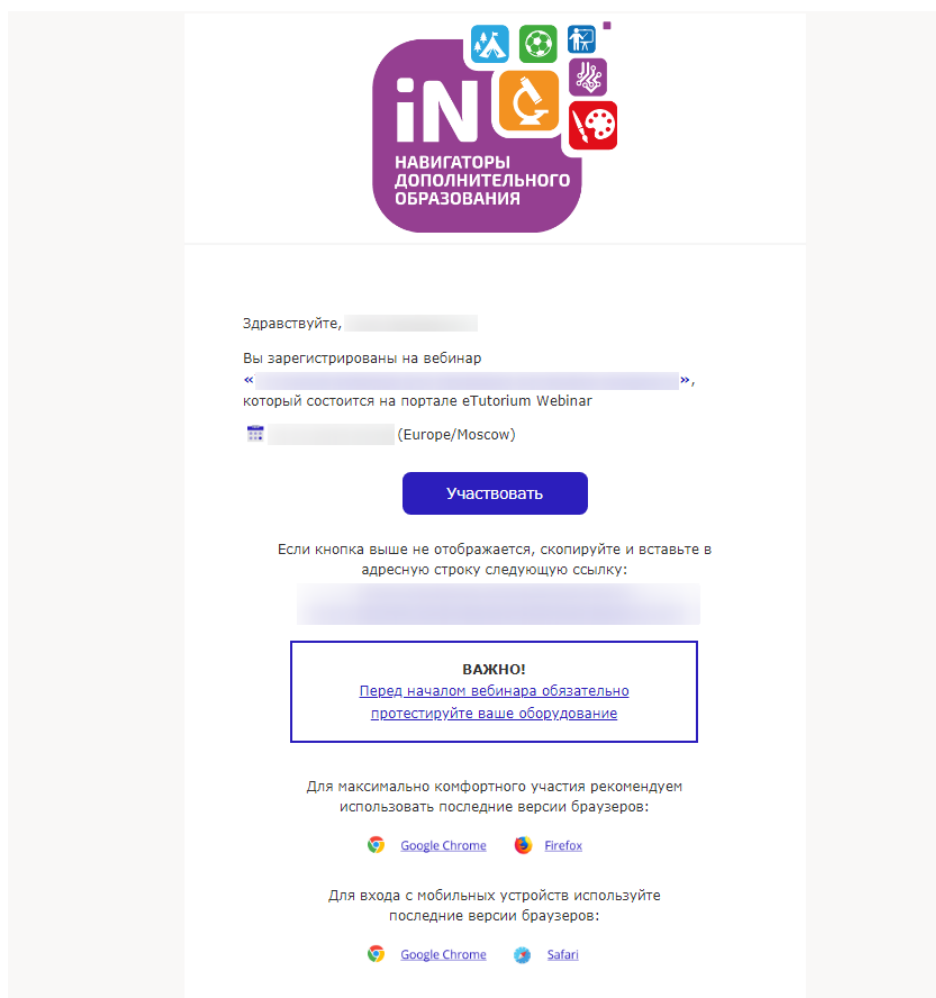 iN
НАВИГАТОРЫ
ДОПОЛНИТЕЛЬНОГО
ОБРАЗОВАНИЯ
Здравствуйте,
Вы зарегистрированы на вебинар
« »,
который состоится на портале eTutorium Webinar
(Europe/Moscow)
Участвовать
Если кнопка выше не отображается, скопируйте и вставьте в
адресную строку следующую ссылку:
ВАЖНО!
Перед началом вебинара обязательно
протестируйте ваше оборудование
Для максимально комфортного участия рекомендуем
использовать последние версии браузеров:
Google Chrome Firefox
Для входа с мобильных устройств используйте
последние версии браузеров:
Google Chrome Safari